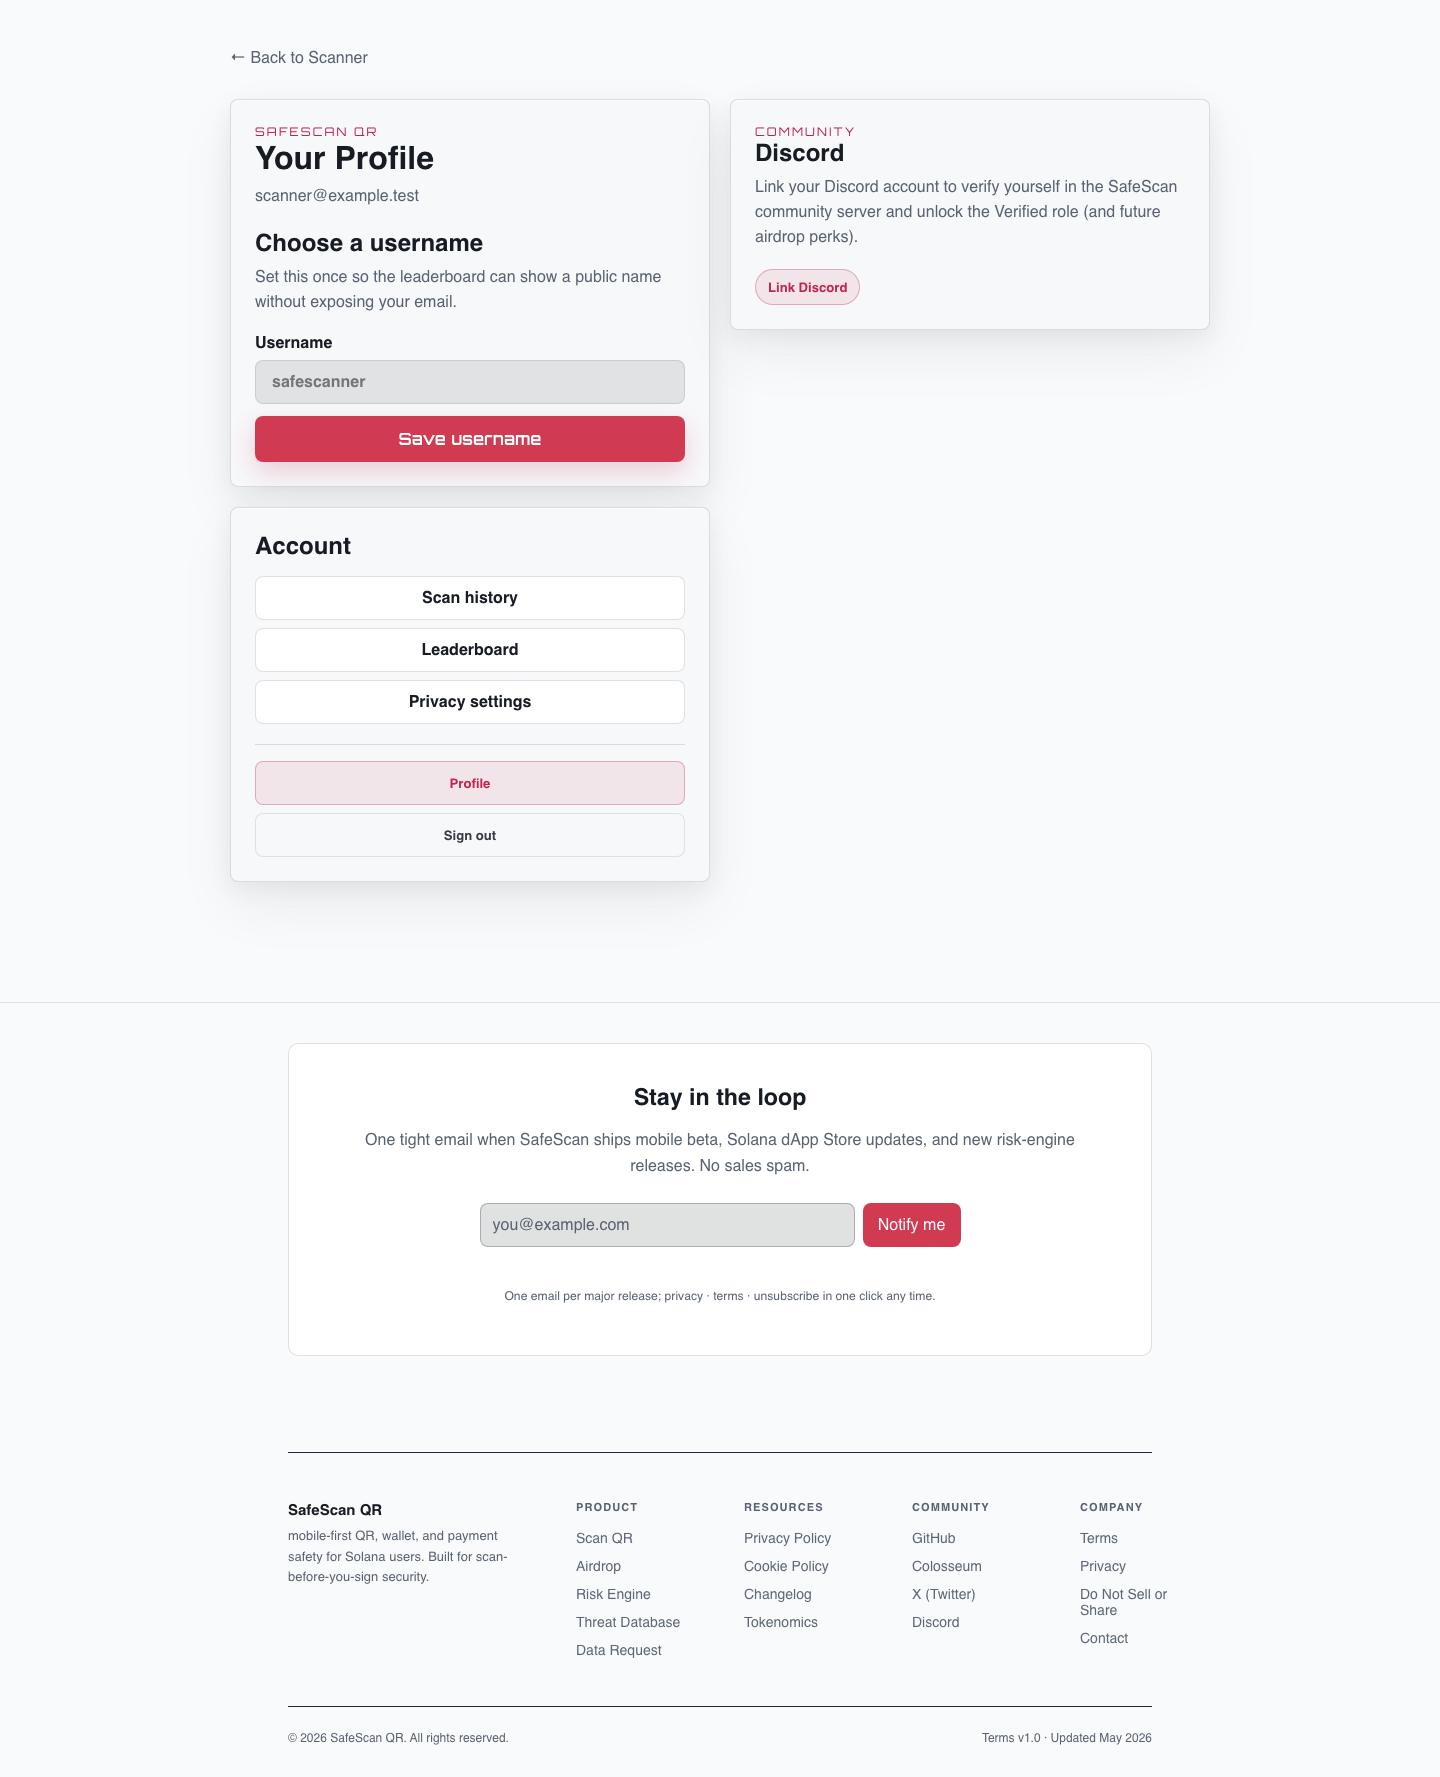 ← Back to Scanner
SAFESCAN QR
Your Profile
scanner@example.test
Choose a username
Set this once so the leaderboard can show a public name
without exposing your email.
Username
safescanner
Save username
Account
Scan history
Leaderboard
Privacy settings
Profile
Sign out
COMMUNITY
Discord
Link your Discord account to verify yourself in the SafeScan
community server and unlock the Verified role (and future
airdrop perks).
Link Discord
Stay in the loop
One tight email when SafeScan ships mobile beta, Solana dApp Store updates, and new risk-engine
releases. No sales spam.
you@example.com
Notify me
One email per major release; privacy · terms · unsubscribe in one click any time.
SafeScan QR
mobile-first QR, wallet, and payment
safety for Solana users. Built for scan-
before-you-sign security.
PRODUCT
Scan QR
Airdrop
Risk Engine
Threat Database
Data Request
RESOURCES
Privacy Policy
Cookie Policy
Changelog
Tokenomics
COMMUNITY
GitHub
Colosseum
X (Twitter)
Discord
COMPANY
Terms
Privacy
Do Not Sell or
Share
Contact
© 2026 SafeScan QR. All rights reserved.
Terms v1.0 · Updated May 2026